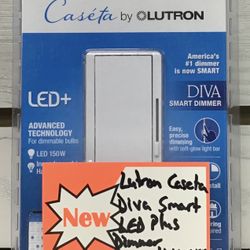 Caséta by LUTRON
America's
#1 dimmer
is now SMART
LED+
DIVA
SMART DIMMER
ADVANCED
TECHNOLOGY
For dimmable bulbs
Easy,
precise
dimming
with soft-glow light bar
LED 150W
New
Lutron Caseta
Diva Smart
LED Plus
Dimmer